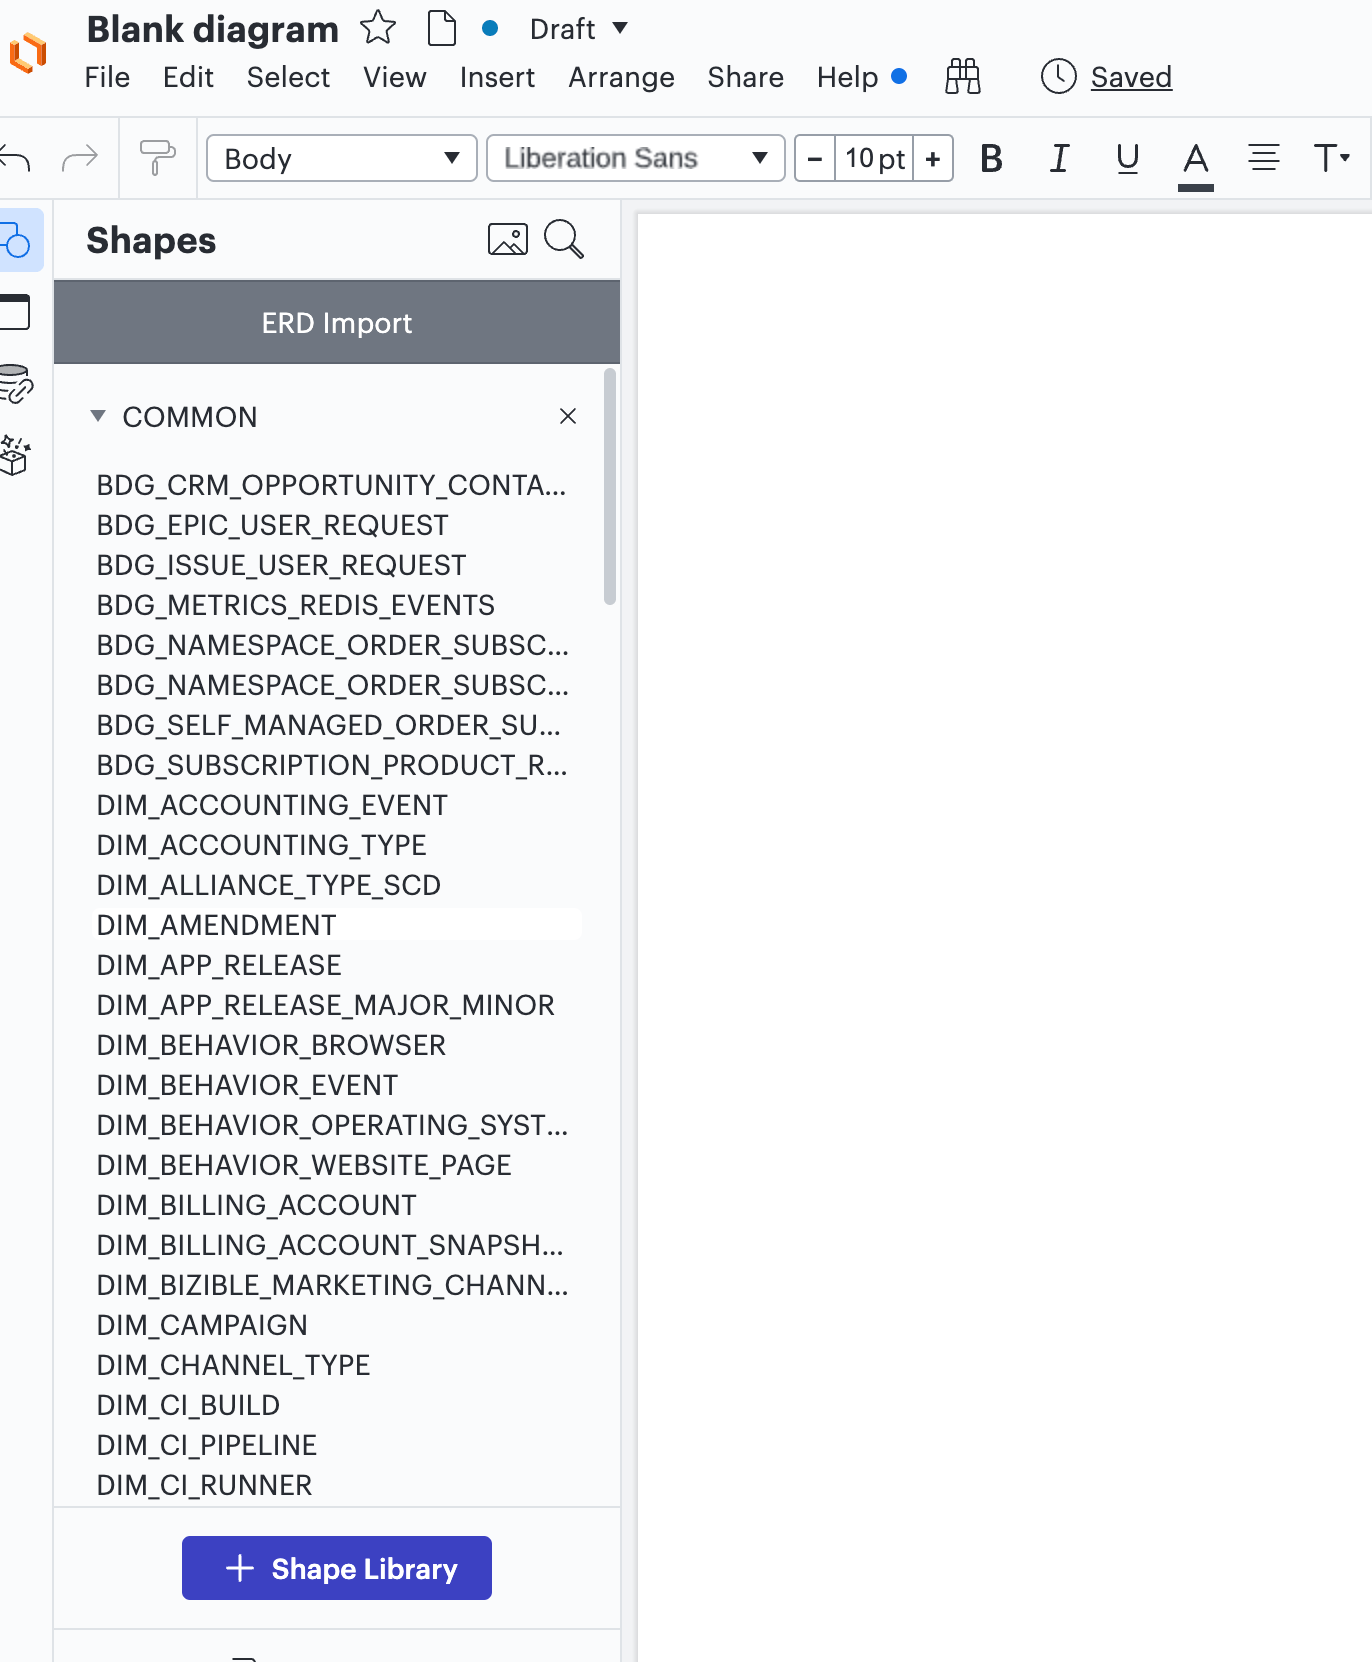 Blank diagram Draft
File Edit Select View Insert Arrange Share Help Saved
Body Liberation Sans − 10 pt + B I U A T
Shapes
ERD Import
COMMON
BDG_CRM_OPPORTUNITY_CONTA...
BDG_EPIC_USER_REQUEST
BDG_ISSUE_USER_REQUEST
BDG_METRICS_REDIS_EVENTS
BDG_NAMESPACE_ORDER_SUBSC...
BDG_NAMESPACE_ORDER_SUBSC...
BDG_SELF_MANAGED_ORDER_SU...
BDG_SUBSCRIPTION_PRODUCT_R...
DIM_ACCOUNTING_EVENT
DIM_ACCOUNTING_TYPE
DIM_ALLIANCE_TYPE_SCD
DIM_AMENDMENT
DIM_APP_RELEASE
DIM_APP_RELEASE_MAJOR_MINOR
DIM_BEHAVIOR_BROWSER
DIM_BEHAVIOR_EVENT
DIM_BEHAVIOR_OPERATING_SYST...
DIM_BEHAVIOR_WEBSITE_PAGE
DIM_BILLING_ACCOUNT
DIM_BILLING_ACCOUNT_SNAPSH...
DIM_BIZIBLE_MARKETING_CHANN...
DIM_CAMPAIGN
DIM_CHANNEL_TYPE
DIM_CI_BUILD
DIM_CI_PIPELINE
DIM_CI_RUNNER
+ Shape Library